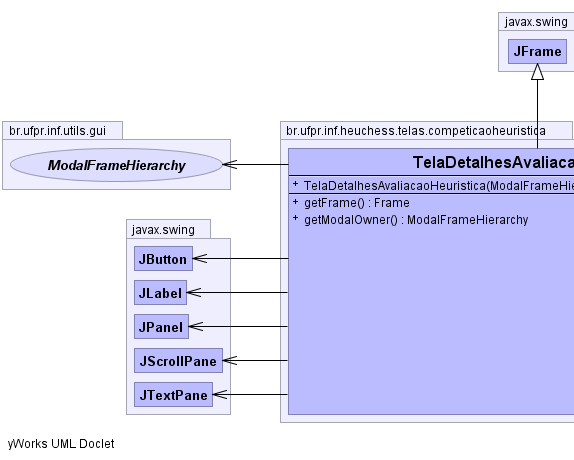 javax.swing
JFrame
br.ufpr.inf.utils.gui
ModalFrameHierarchy
br.ufpr.inf.heuchess.telas.competicaoheuristica
TelaDetalhesAvaliaca
+ TelaDetalhesAvaliacaoHeuristica(ModalFrameHie
+ getFrame() : Frame
+ getModalOwner() : ModalFrameHierarchy
javax.swing
JButton
JLabel
JPanel
JScrollPane
JTextPane
yWorks UML Doclet